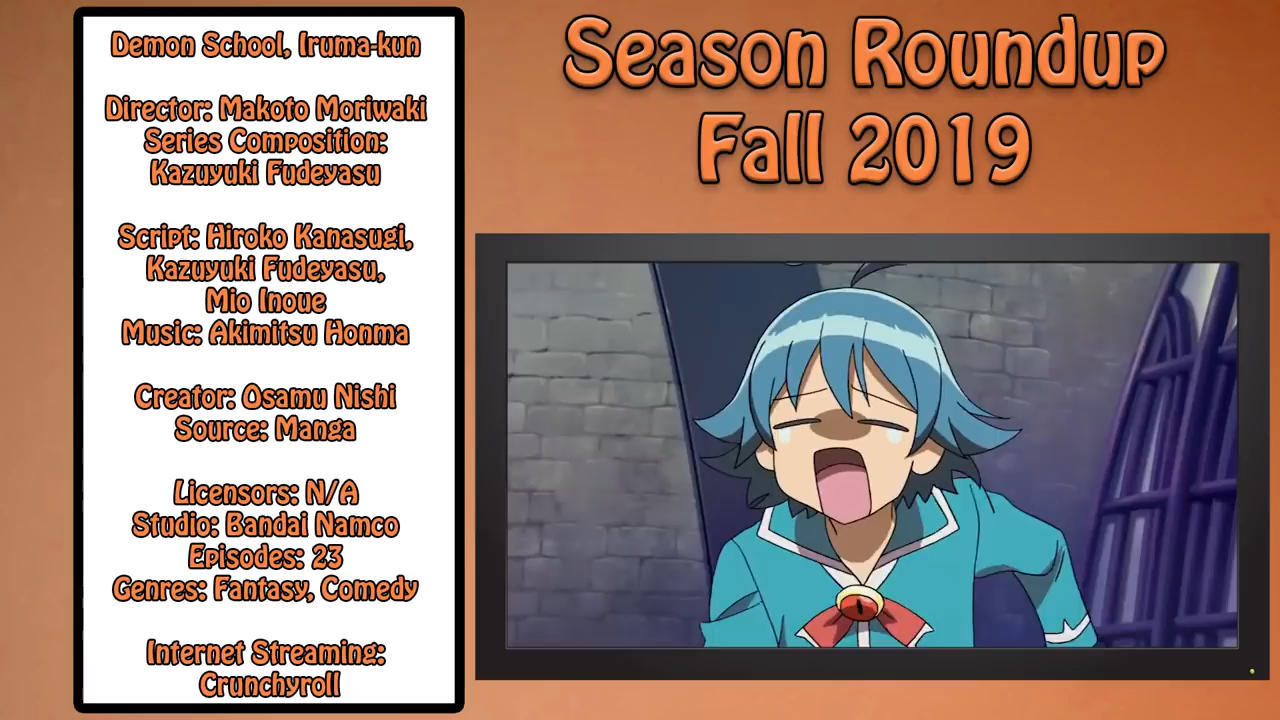 Demon School, Iruma-kun
Director: Makoto Moriwaki
Series Composition:
Kazuyuki Fudeyasu
Script: Hiroko Kanasugi,
Kazuyuki Fudeyasu,
Mio Inoue
Music: Akimitsu Honma
Creator: Osamu Nishi
Source: Manga
Licensors: N/A
Studio: Bandai Namco
Episodes: 23
Genres: Fantasy, Comedy
Internet Streaming:
Crunchyroll
Season Roundup
Fall 2019